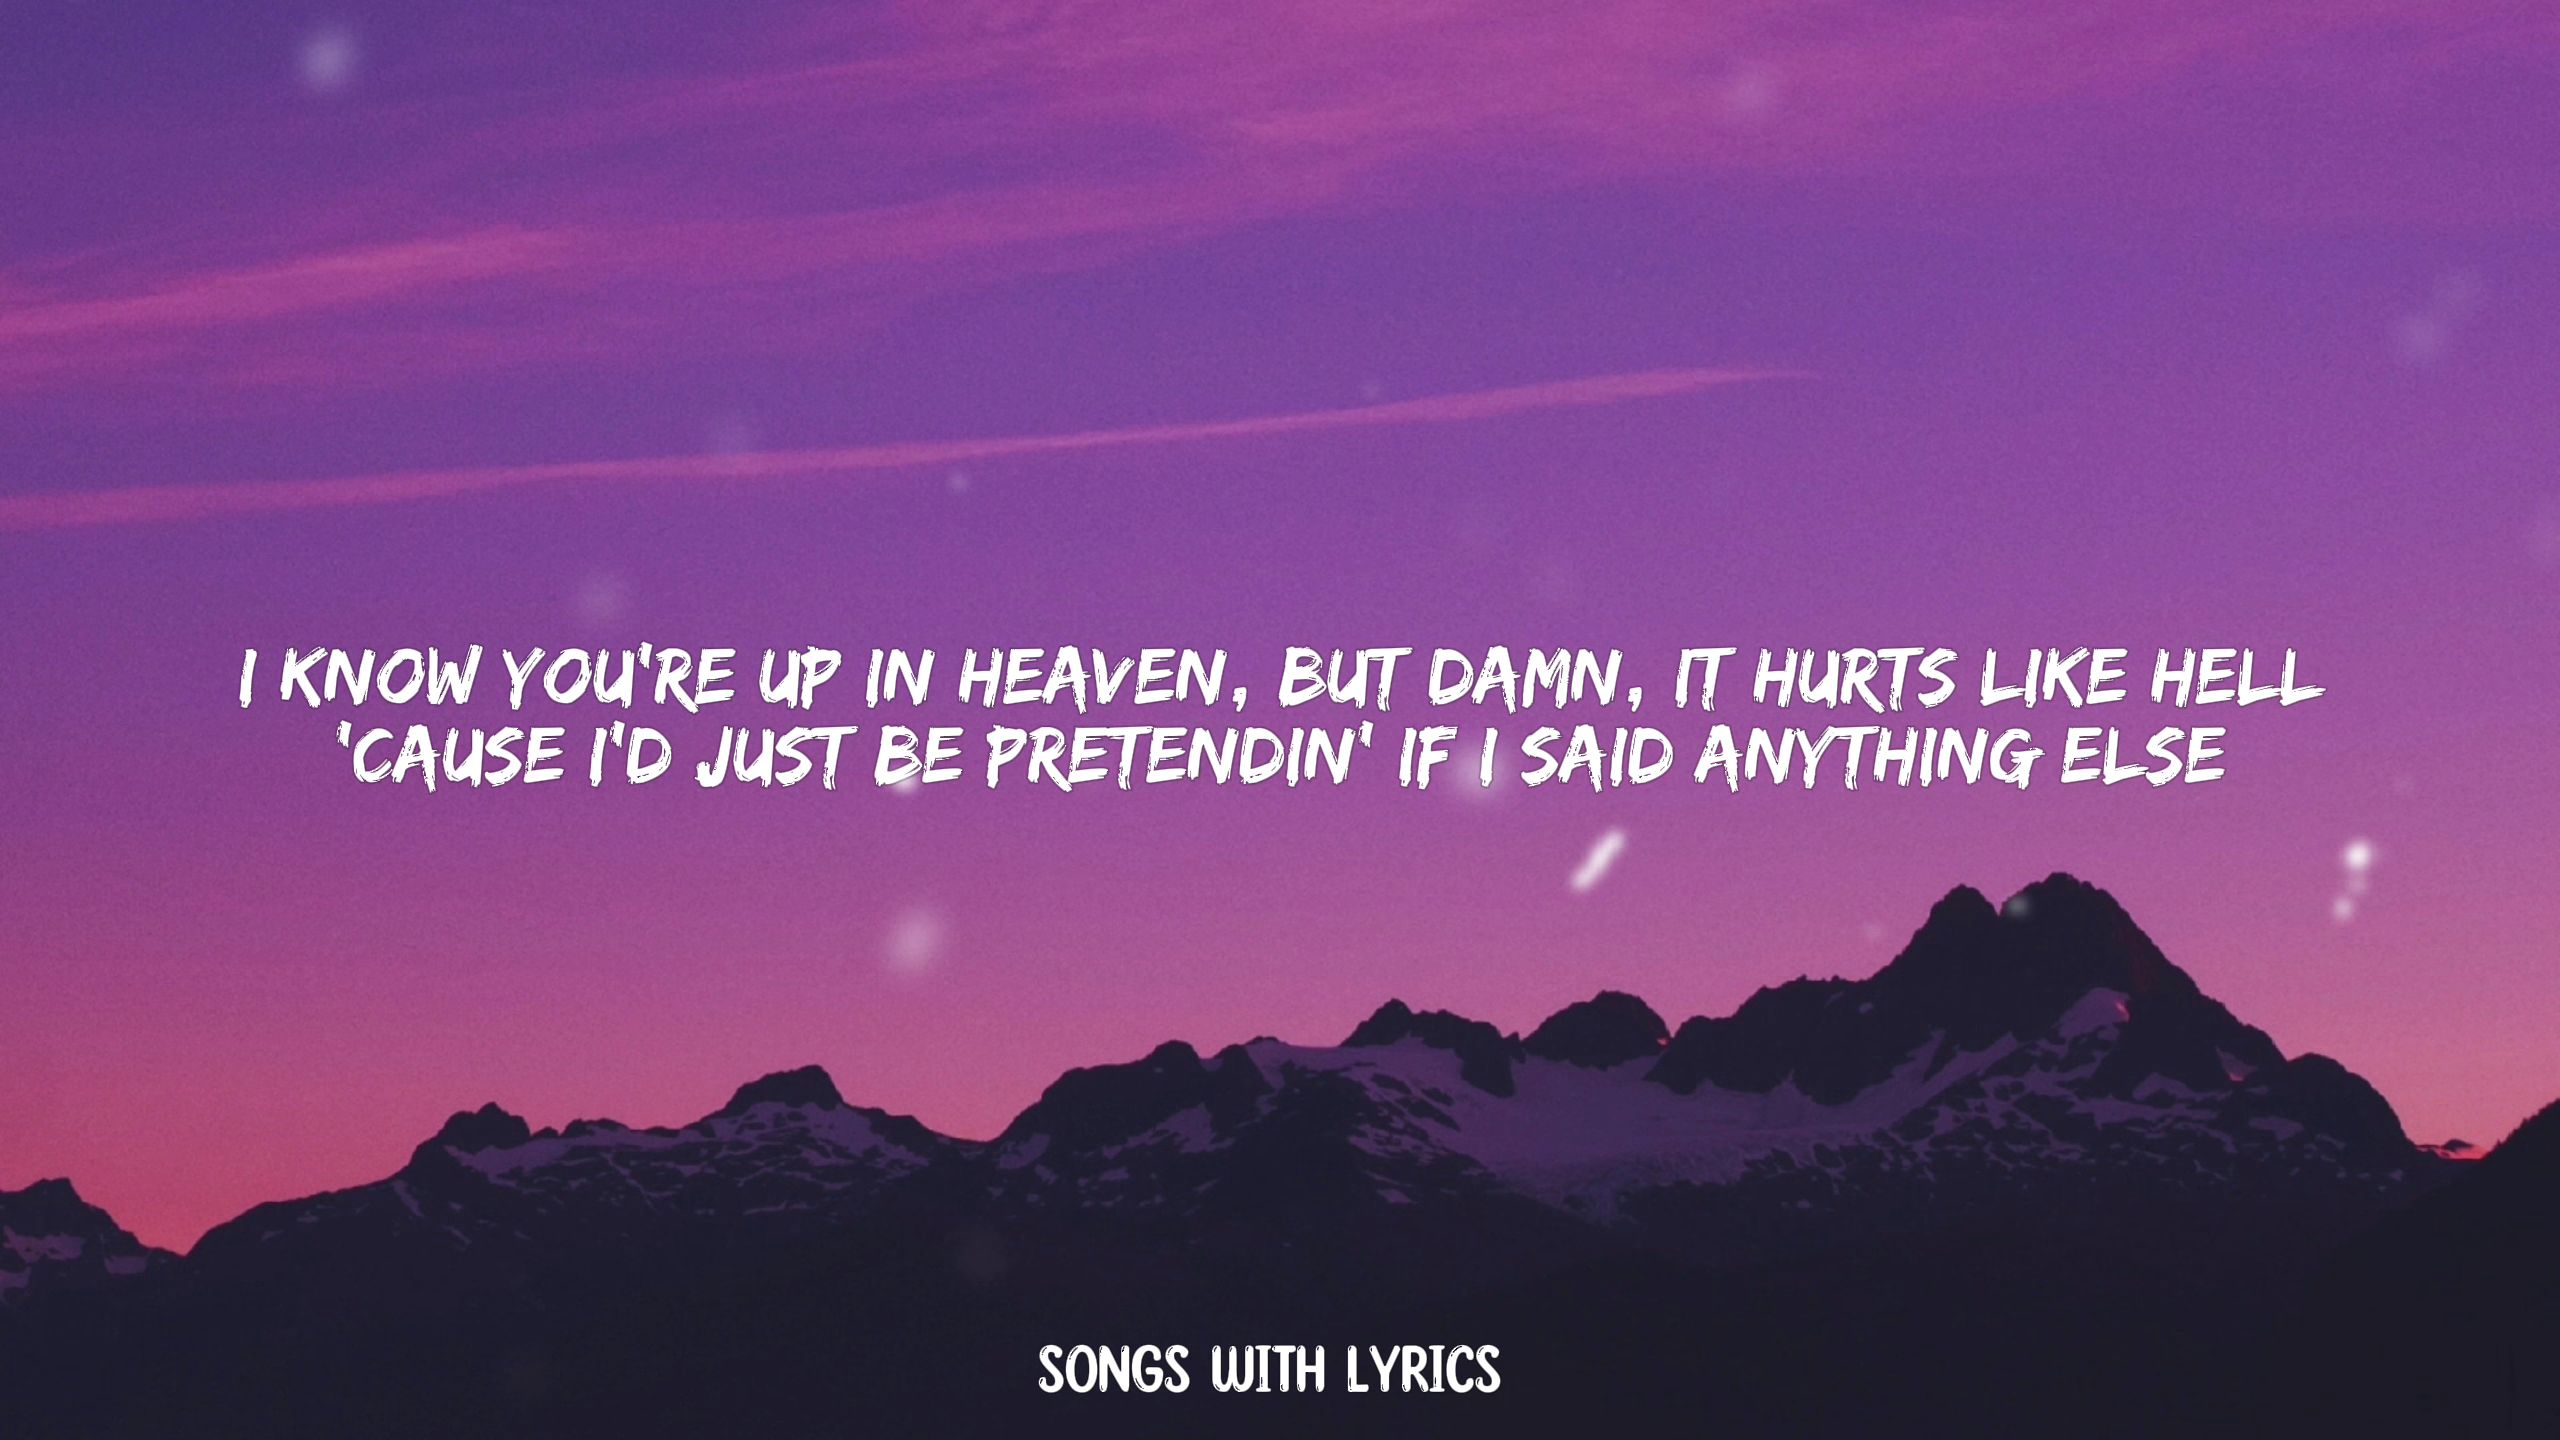 I KNOW YOU'RE UP IN HEAVEN, BUT DAMN, IT HURTS LIKE HELL
'CAUSE I'D JUST BE PRETENDIN' IF I SAID ANYTHING ELSE
SONGS WITH LYRICS